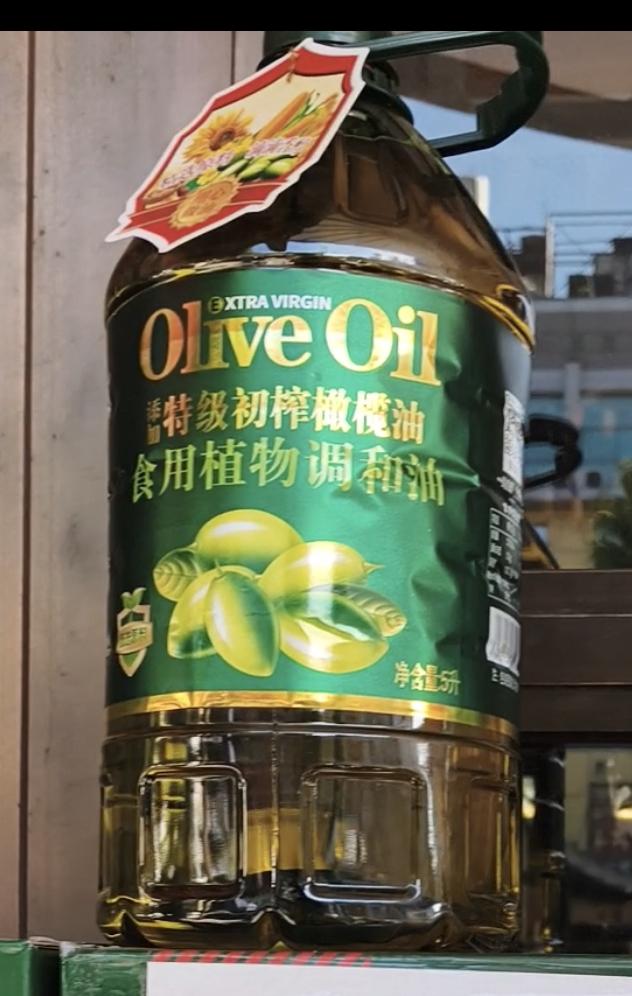 EXTRA VIRGIN
Olive Oil
添加特级初榨橄榄油
食用植物调和油
净含量:5升